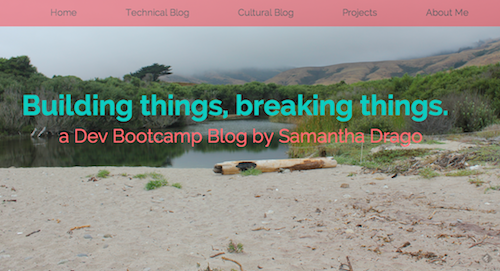 Home Technical Blog Cultural Blog Projects About Me
Building things, breaking things.
a Dev Bootcamp Blog by Samantha Drago